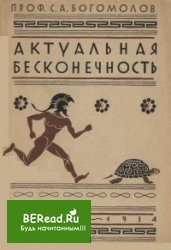 ПРОФ. С.А. БОГОМОЛОВ
АКТУАЛЬНАЯ
БЕСКОНЕЧНОСТЬ
BERead.Ru
Будь начитанным!!!
1934